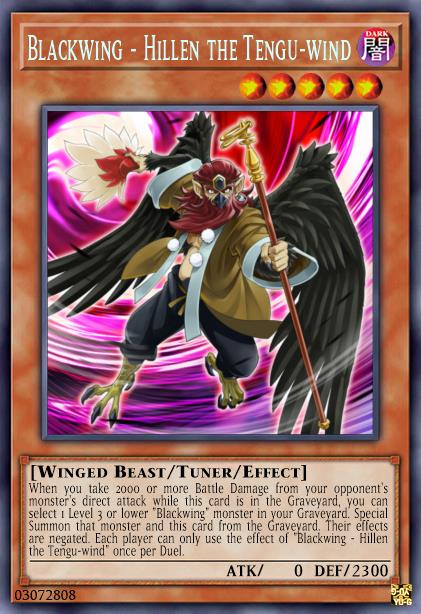 Blackwing - Hillen the Tengu-wind
DARK
闇
[Winged Beast/Tuner/Effect]
When you take 2000 or more Battle Damage from your opponent's
monster's direct attack while this card is in the Graveyard, you can
select 1 Level 3 or lower "Blackwing" monster in your Graveyard. Special
Summon that monster and this card from the Graveyard. Their effects
are negated. Each player can only use the effect of "Blackwing - Hillen
the Tengu-wind" once per Duel.
ATK/ 0 DEF/2300
03072808